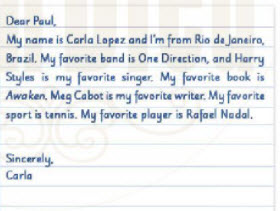 Dear Paul,
My name is Carla Lopez and I'm from Rio de Janeiro,
Brazil. My favorite band is One Direction, and Harry
Styles is my favorite singer. My favorite book is
Awaken, Meg Cabot is my favorite writer. My favorite
sport is tennis. My favorite player is Rafael Nadal.
Sincerely,
Carla